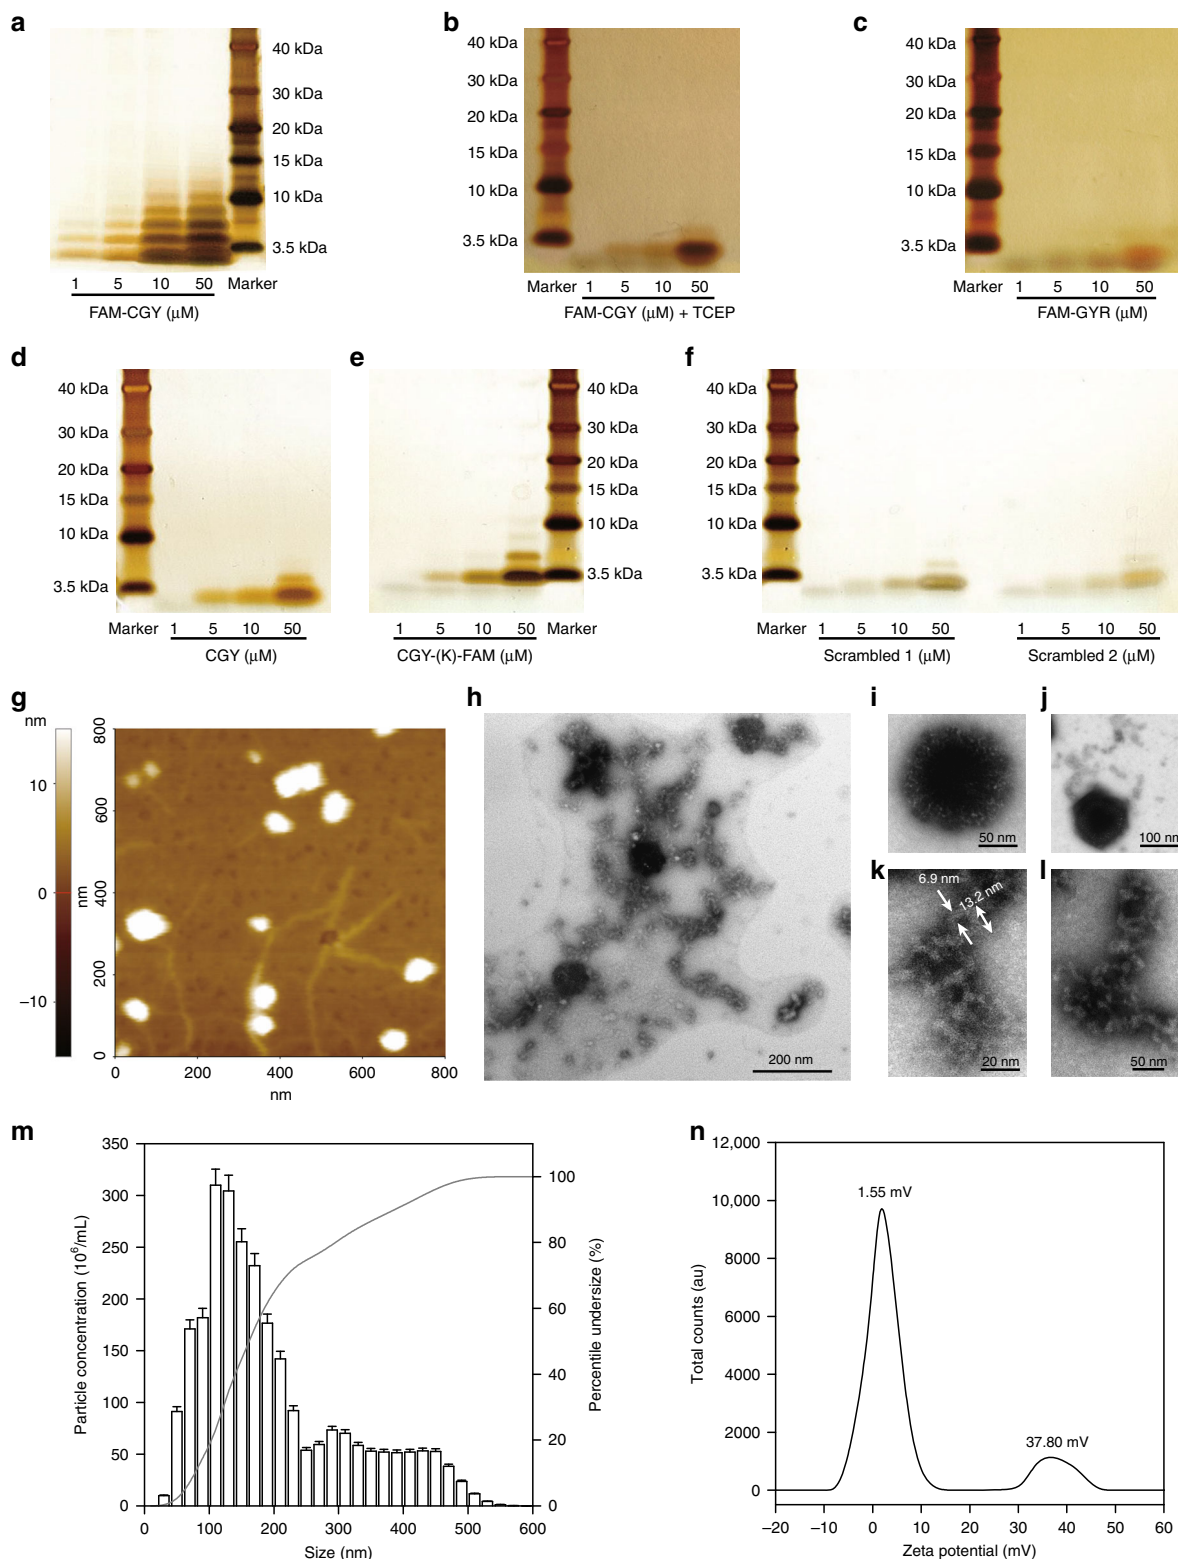 a
40 kDa
30 kDa
20 kDa
15 kDa
10 kDa
3.5 kDa
1 5 10 50 Marker
FAM-CGY (μM)
b
40 kDa
30 kDa
20 kDa
15 kDa
10 kDa
3.5 kDa
Marker 1 5 10 50
FAM-CGY (μM) + TCEP
c
40 kDa
30 kDa
20 kDa
15 kDa
10 kDa
3.5 kDa
Marker 1 5 10 50
FAM-GYR (μM)
d
40 kDa
30 kDa
20 kDa
15 kDa
10 kDa
3.5 kDa
Marker 1 5 10 50
CGY (μM)
e
40 kDa
30 kDa
20 kDa
15 kDa
10 kDa
3.5 kDa
1 5 10 50 Marker
CGY-(K)-FAM (μM)
f
40 kDa
30 kDa
20 kDa
15 kDa
10 kDa
3.5 kDa
Marker 1 5 10 50 1 5 10 50
Scrambled 1 (μM) Scrambled 2 (μM)
g
nm
10
0
−10
nm
800
600
400
200
0
0 200 400 600 800
nm
h
200 nm
i
50 nm
j
100 nm
k
6.9 nm
13.2 nm
20 nm
l
50 nm
m
350
300
250
200
150
100
50
0
Particle concentration (10⁶/mL)
100
80
60
40
20
0
Percentile undersize (%)
0 100 200 300 400 500 600
Size (nm)
n
12,000
10,000
8000
6000
4000
2000
0
Total counts (au)
1.55 mV
37.80 mV
−20 −10 0 10 20 30 40 50 60
Zeta potential (mV)